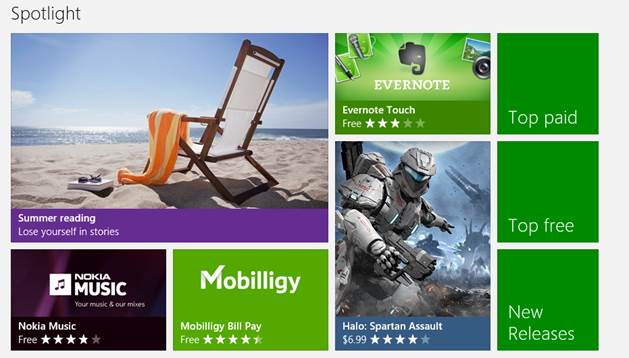 Spotlight
Summer reading
Lose yourself in stories
EVERNOTE
Evernote Touch
Free
Top paid
Top free
NOKIA
MUSIC
Your music & our mixes
Nokia Music
Free
Mobilligy
Mobilligy Bill Pay
Free
Halo: Spartan Assault
$6.99
New
Releases